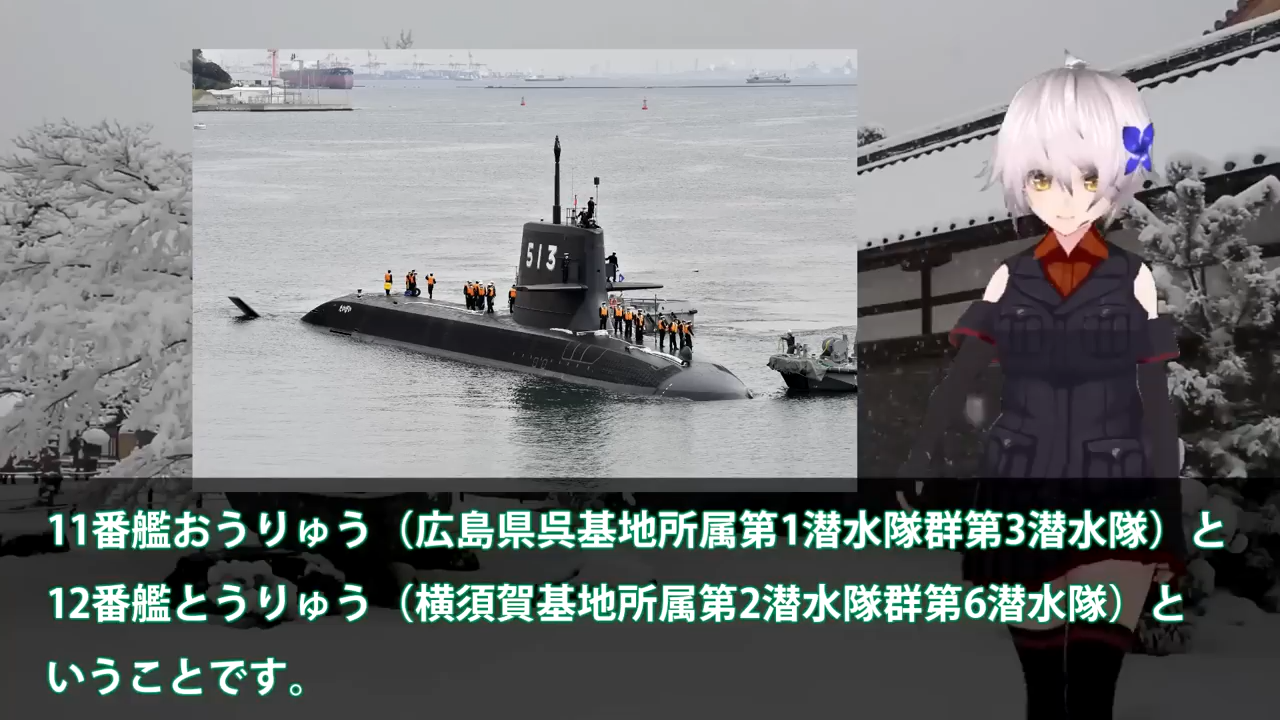 513
11番艦おうりゅう（広島県呉基地所属第1潜水隊群第3潜水隊）と
12番艦とうりゅう（横須賀基地所属第2潜水隊群第6潜水隊）と
いうことです。